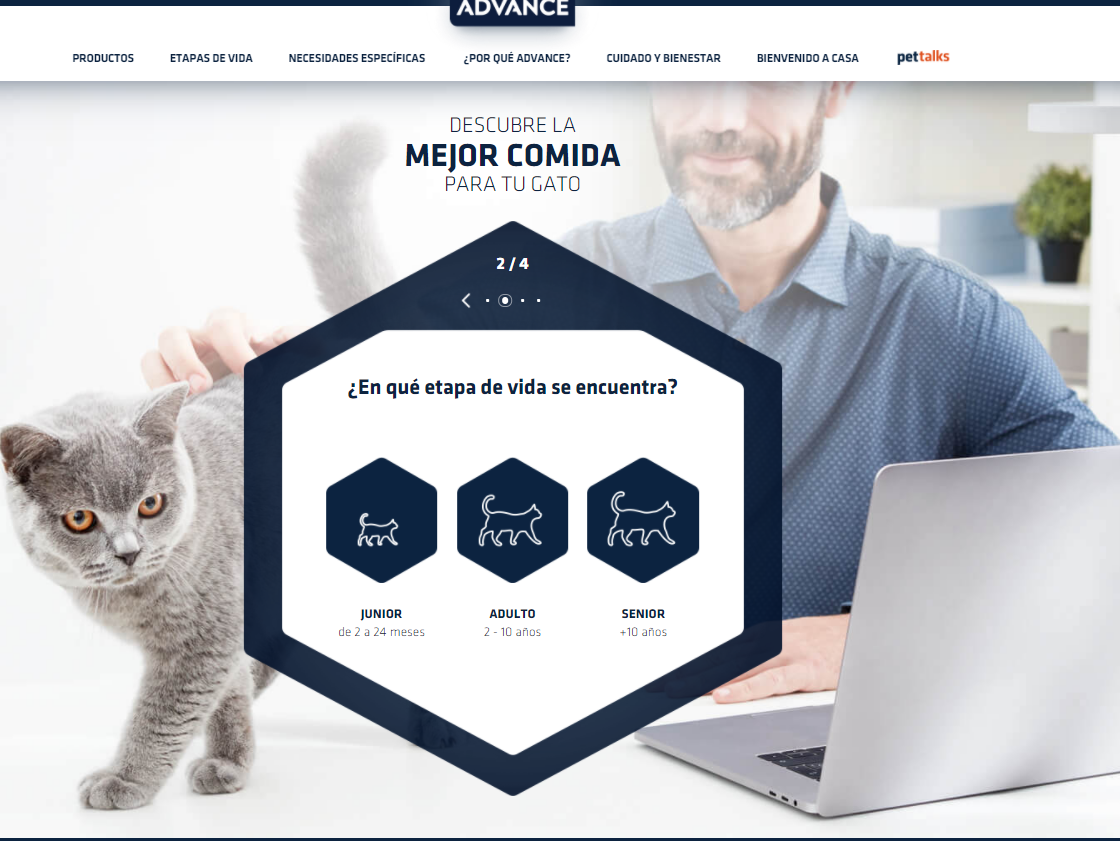 ADVANCE
PRODUCTOS ETAPAS DE VIDA NECESIDADES ESPECÍFICAS ¿POR QUÉ ADVANCE? CUIDADO Y BIENESTAR BIENVENIDO A CASA pettalks
DESCUBRE LA
MEJOR COMIDA
PARA TU GATO
2 / 4
¿En qué etapa de vida se encuentra?
JUNIOR ADULTO SENIOR
de 2 a 24 meses 2 - 10 años +10 años